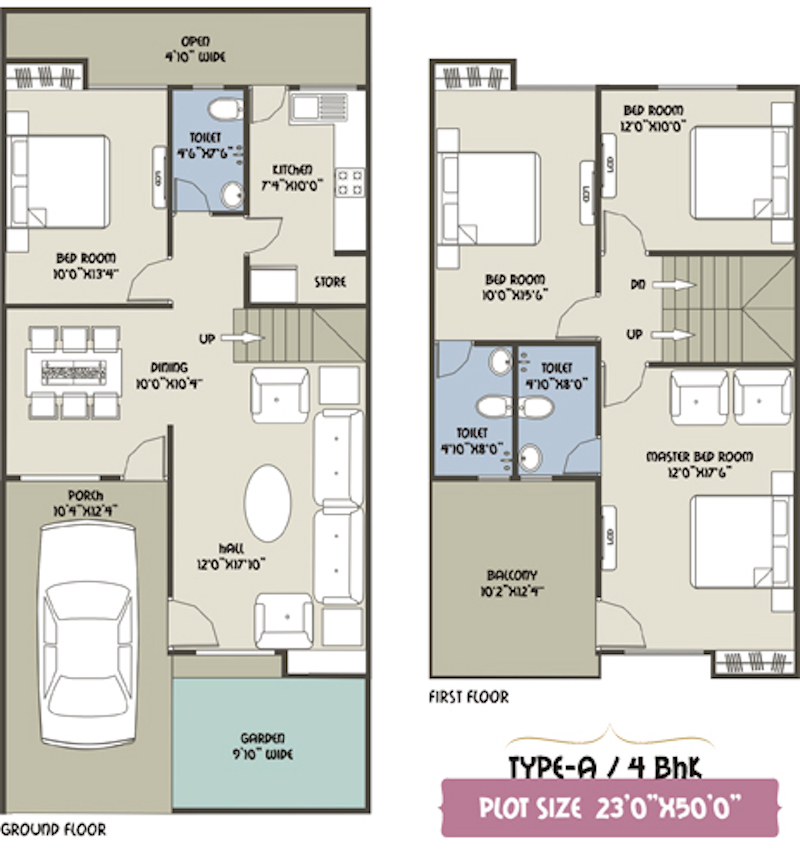 OPEN
4'10" WIDE
TOILET
4'6"X7'6"
LCD
KITCHEN
7'4"X10'0"
BED ROOM
10'0"X13'4"
STORE
UP
DINING
10'0"X10'4"
PORCH
10'4"X12'4"
HALL
12'0"X17'10"
GARDEN
9'10" WIDE
GROUND FLOOR
BED ROOM
12'0"X10'0"
LCD
LCD
BED ROOM
10'0"X15'6"
DN
UP
TOILET
4'10"X8'0"
TOILET
4'10"X8'0"
MASTER BED ROOM
12'0"X17'6"
LCD
BALCONY
10'2"X12'4"
FIRST FLOOR
TYPE-A / 4 BHK
PLOT SIZE 23'0"X50'0"